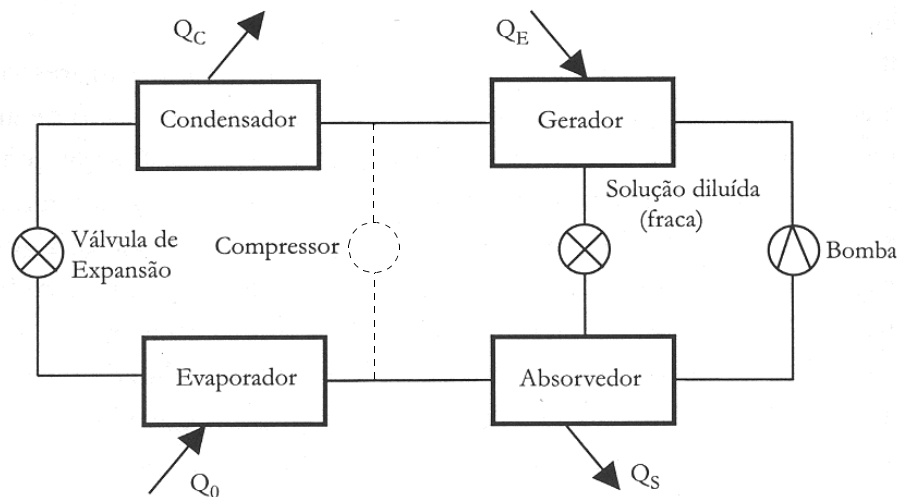 Q_C
Q_E
Condensador
Gerador
Solução diluída
(fraca)
Válvula de
Expansão
Compressor
Bomba
Evaporador
Absorvedor
Q_0
Q_S